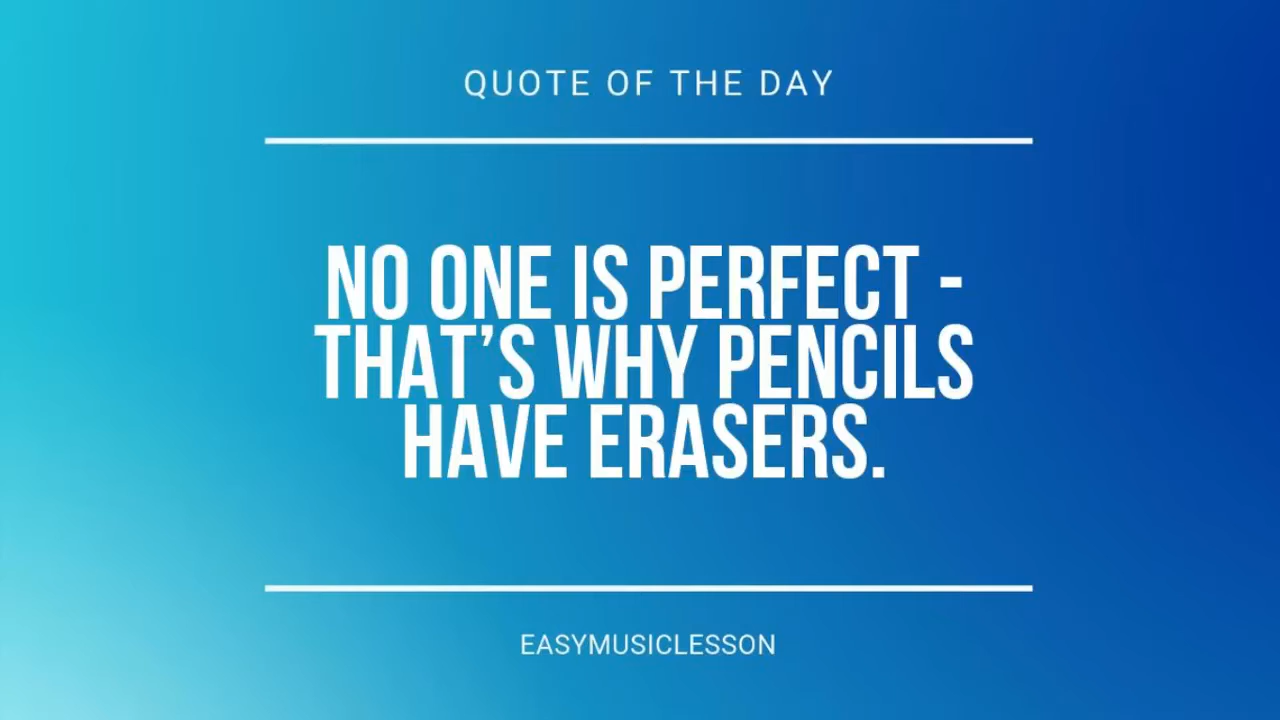 QUOTE OF THE DAY
NO ONE IS PERFECT -
THAT’S WHY PENCILS
HAVE ERASERS.
EASYMUSICLESSON